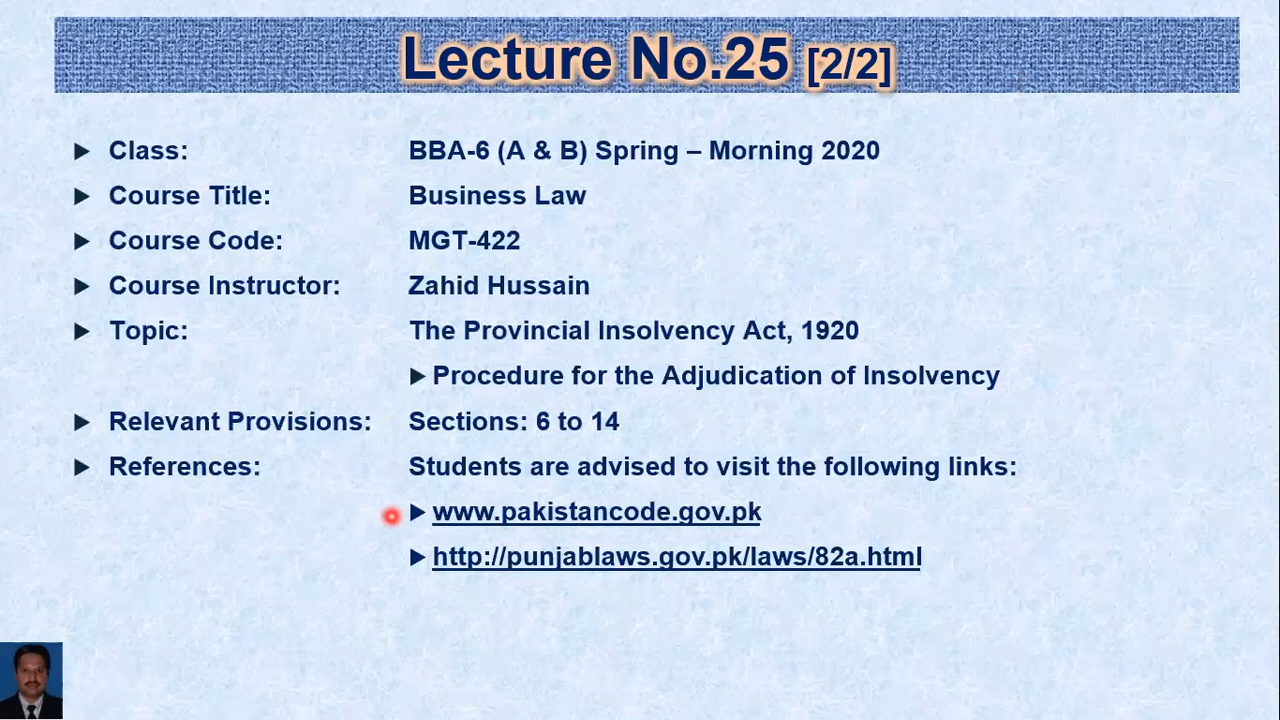 Lecture No.25 [2/2]
Class: BBA-6 (A & B) Spring – Morning 2020
Course Title: Business Law
Course Code: MGT-422
Course Instructor: Zahid Hussain
Topic: The Provincial Insolvency Act, 1920
Procedure for the Adjudication of Insolvency
Relevant Provisions: Sections: 6 to 14
References: Students are advised to visit the following links:
www.pakistancode.gov.pk
http://punjablaws.gov.pk/laws/82a.html